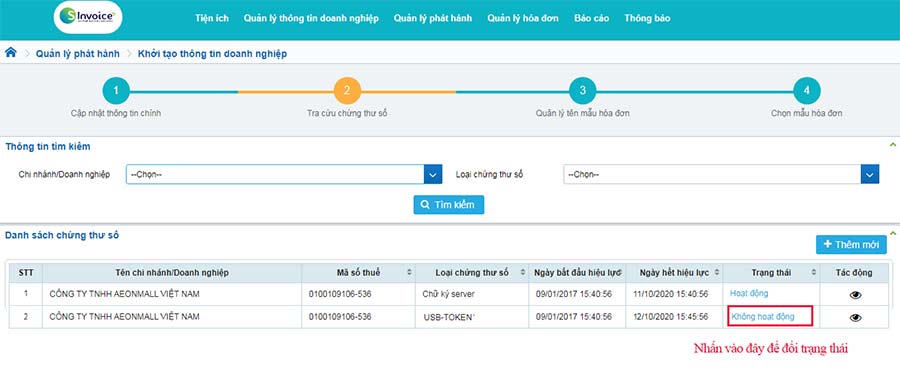 S Invoice
Tiện ích Quản lý thông tin doanh nghiệp Quản lý phát hành Quản lý hóa đơn Báo cáo Thông báo
Quản lý phát hành Khởi tạo thông tin doanh nghiệp
1 2 3 4
Cập nhật thông tin chính Tra cứu chứng thư số Quản lý tên mẫu hóa đơn Chọn mẫu hóa đơn
Thông tin tìm kiếm
Chi nhánh/Doanh nghiệp --Chọn-- Loại chứng thư số --Chọn--
Tìm kiếm
Danh sách chứng thư số
+ Thêm mới
STT Tên chi nhánh/Doanh nghiệp Mã số thuế Loại chứng thư số Ngày bắt đầu hiệu lực Ngày hết hiệu lực Trạng thái Tác động
1 CÔNG TY TNHH AEONMALL VIỆT NAM 0100109106-536 Chữ ký server 09/01/2017 15:40:56 11/10/2020 15:40:56 Hoạt động
2 CÔNG TY TNHH AEONMALL VIỆT NAM 0100109106-536 USB-TOKEN 09/01/2017 15:40:56 12/10/2020 15:45:56 Không hoạt động
Nhấn vào đây để đổi trạng thái